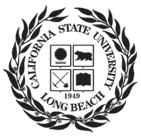 CALIFORNIA STATE UNIVERSITY
LONG BEACH
1949